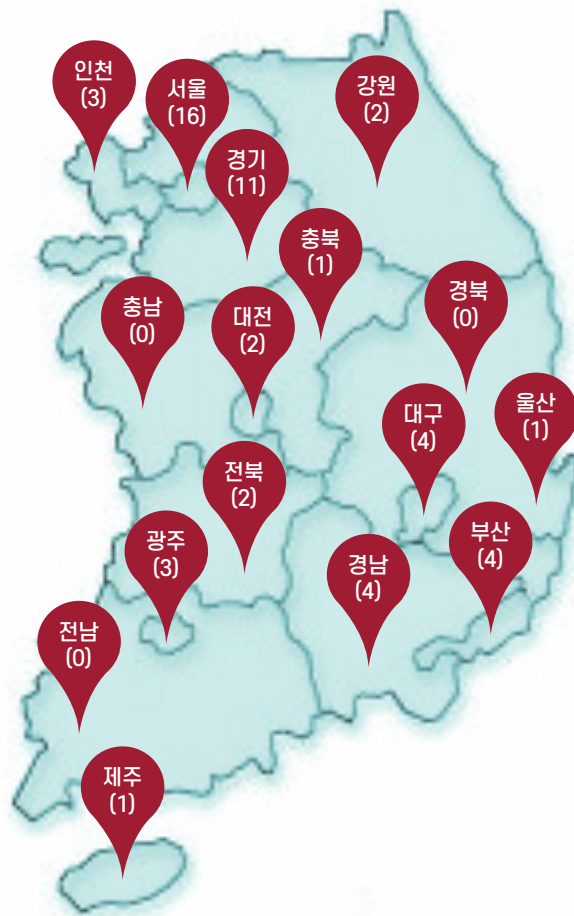 인천
(3)
서울
(16)
강원
(2)
경기
(11)
충북
(1)
경북
(0)
충남
(0)
대전
(2)
대구
(4)
울산
(1)
전북
(2)
부산
(4)
광주
(3)
경남
(4)
전남
(0)
제주
(1)